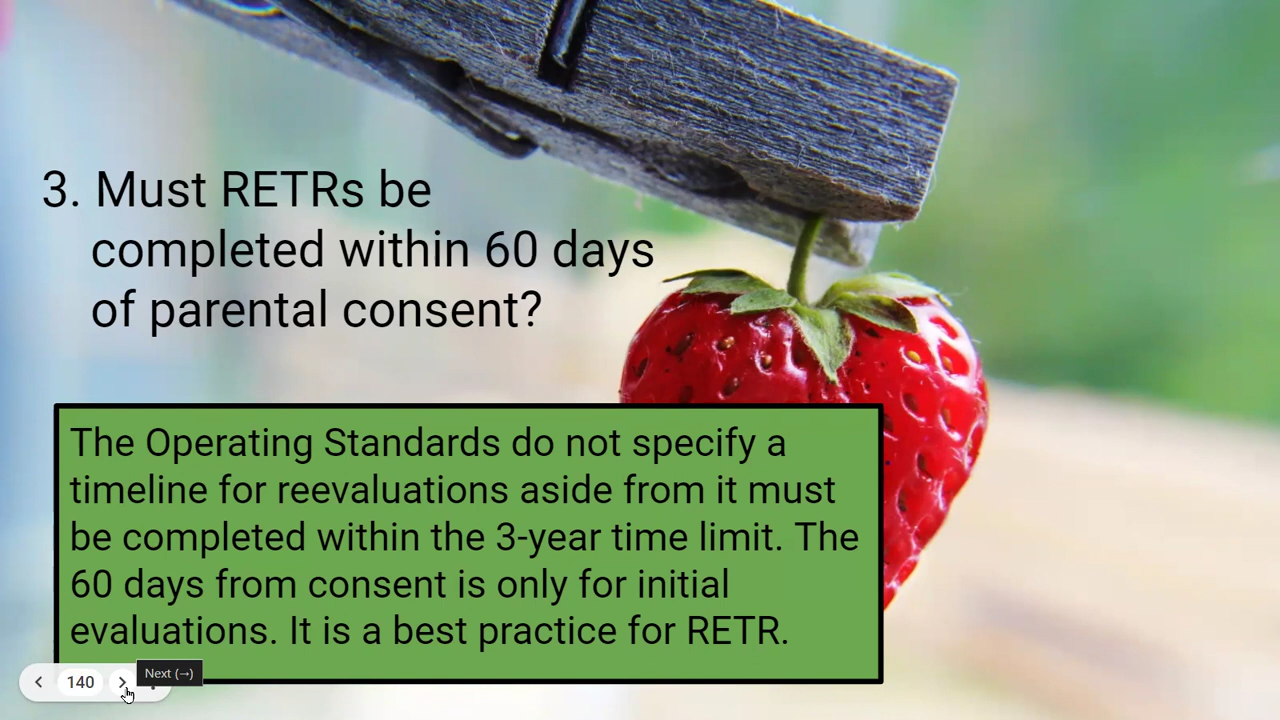 3. Must RETRs be
completed within 60 days
of parental consent?
The Operating Standards do not specify a
timeline for reevaluations aside from it must
be completed within the 3-year time limit. The
60 days from consent is only for initial
evaluations. It is a best practice for RETR.
140
Next (→)